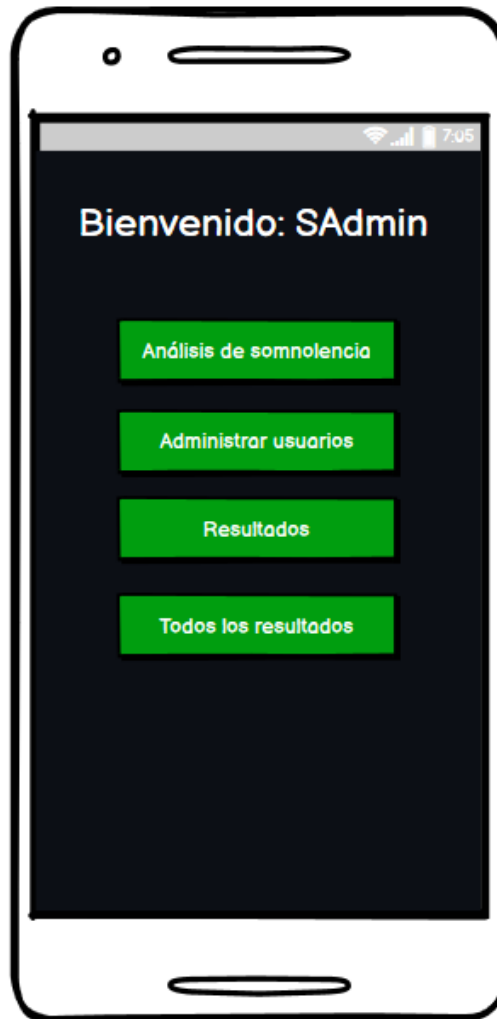 7:05
Bienvenido: SAdmin
Análisis de somnolencia
Administrar usuarios
Resultados
Todos los resultados